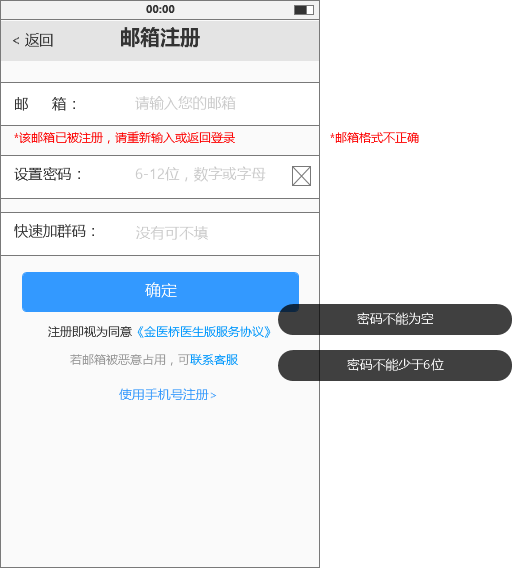 00:00
< 返回
邮箱注册
邮 箱：
请输入您的邮箱
*该邮箱已被注册，请重新输入或返回登录
*邮箱格式不正确
设置密码：
6-12位，数字或字母
快速加群码：
没有可不填
确定
密码不能为空
注册即视为同意《金医桥医生版服务协议》
若邮箱被恶意占用，可联系客服
密码不能少于6位
使用手机号注册>